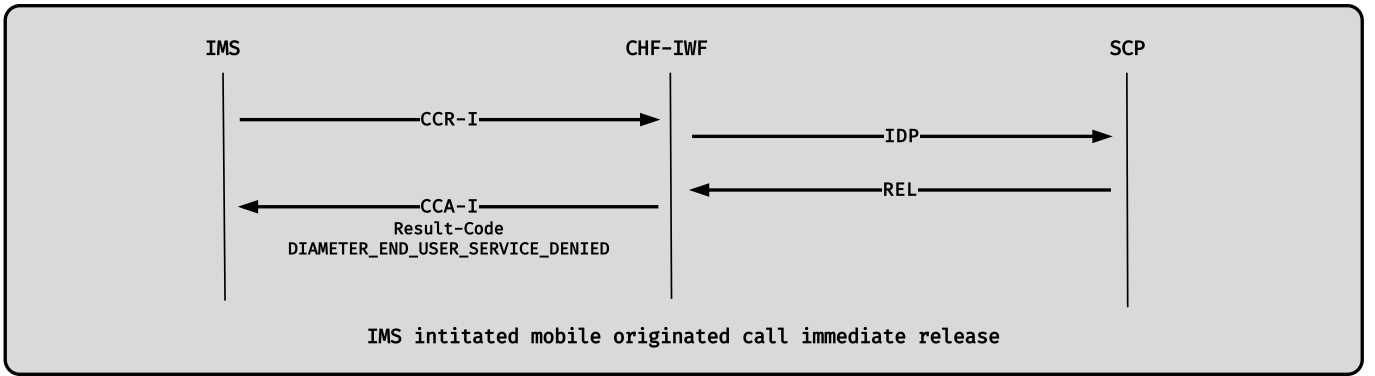 IMS CHF-IWF SCP
CCR-I
IDP
REL
CCA-I
Result-Code
DIAMETER_END_USER_SERVICE_DENIED
IMS intitated mobile originated call immediate release